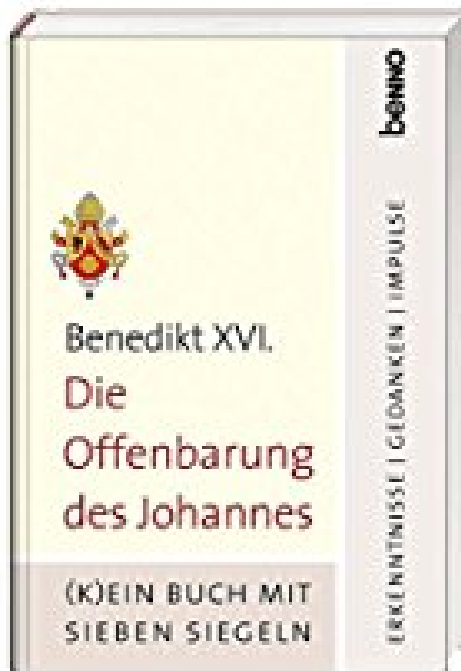 Benedikt XVI.
Die
Offenbarung
des Johannes
(K)EIN BUCH MIT
SIEBEN SIEGELN
ERKENNTNISSE | GEDANKEN | IMPULSE
benno